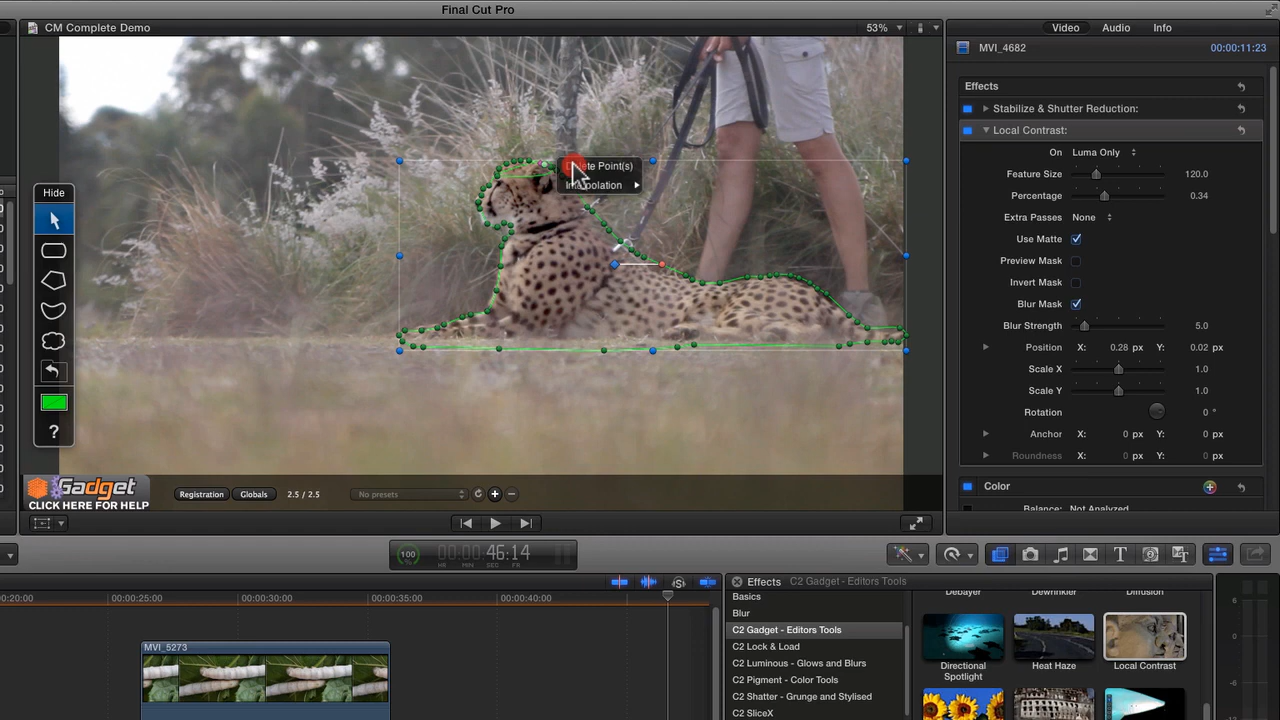 Final Cut Pro
CM Complete Demo
53%
Video
Audio
Info
MVI_4682
00:00:11:23
Effects
Stabilize & Shutter Reduction:
Local Contrast:
On
Luma Only
Feature Size
120.0
Percentage
0.34
Extra Passes
None
Use Matte
Preview Mask
Invert Mask
Blur Mask
Blur Strength
5.0
Position
X: 0.28 px Y: 0.02 px
Scale X
1.0
Scale Y
1.0
Rotation
0 °
Anchor
X: 0 px Y: 0 px
Roundness
X: 0 px Y: 0 px
Color
Balance: Not Analyzed
Hide
?
Point(s)
Gadget
CLICK HERE FOR HELP
Registration
Globals
2.5 / 2.5
No presets
100
%
00:00:46:14
HR MIN SEC FR
T
0:20:00
00:00:25:00
00:00:30:00
00:00:35:00
00:00:40:00
MVI_5273
Effects
C2 Gadget - Editors Tools
Basics
Blur
C2 Gadget - Editors Tools
C2 Lock & Load
C2 Luminous - Glows and Blurs
C2 Pigment - Color Tools
C2 Shatter - Grunge and Stylised
C2 SliceX
Debayer
Dewrinkler
Diffusion
Directional
Spotlight
Heat Haze
Local Contrast
6
0
-6